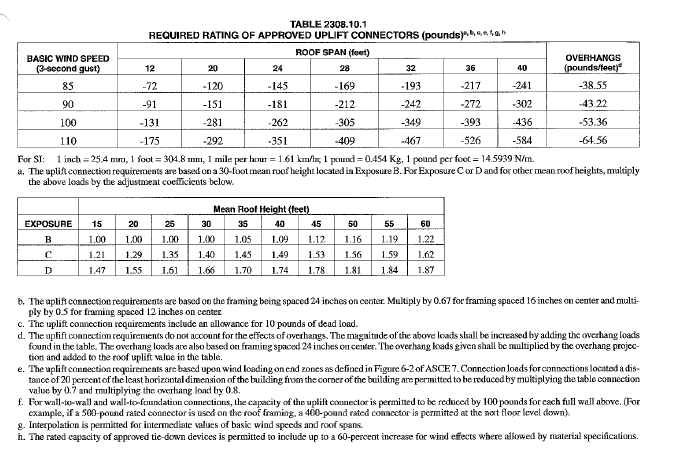 TABLE 2308.10.1
REQUIRED RATING OF APPROVED UPLIFT CONNECTORS (pounds)a, b, c, e, f, g, h
BASIC WIND SPEED (3-second gust) ROOF SPAN (feet) OVERHANGS (pounds/feet)d
12 20 24 28 32 36 40
85 -72 -120 -145 -169 -193 -217 -241 -38.55
90 -91 -151 -181 -212 -242 -272 -302 -43.22
100 -131 -281 -262 -305 -349 -393 -436 -53.36
110 -175 -292 -351 -409 -467 -526 -584 -64.56
For SI: 1 inch = 25.4 mm, 1 foot = 304.8 mm, 1 mile per hour = 1.61 km/hr, 1 pound = 0.454 Kg, 1 pound per foot = 14.5939 N/m.
a. The uplift connection requirements are based on a 30-foot mean roof height located in Exposure B. For Exposure C or D and for other mean roof heights, multiply
the above loads by the adjustment coefficients below.
Mean Roof Height (feet)
EXPOSURE 15 20 25 30 35 40 45 50 55 60
B 1.00 1.00 1.00 1.00 1.05 1.09 1.12 1.16 1.19 1.22
C 1.21 1.29 1.35 1.40 1.45 1.49 1.53 1.56 1.59 1.62
D 1.47 1.55 1.61 1.66 1.70 1.74 1.78 1.81 1.84 1.87
b. The uplift connection requirements are based on the framing being spaced 24 inches on center. Multiply by 0.67 for framing spaced 16 inches on center and multi-
ply by 0.5 for framing spaced 12 inches on center.
c. The uplift connection requirements include an allowance for 10 pounds of dead load.
d. The uplift connection requirements do not account for the effects of overhangs. The magnitude of the above loads shall be increased by adding the overhang loads
found in the table. The overhang loads are also based on framing spaced 24 inches on center. The overhang loads given shall be multiplied by the overhang projec-
tion and added to the roof uplift value in the table.
e. The uplift connection requirements are based upon wind loading on end zones as defined in Figure 6-2 of ASCE 7. Connection loads for connections located a dis-
tance of 20 percent of the least horizontal dimension of the building from the corner of the building are permitted to be reduced by multiplying the table connection
value by 0.7 and multiplying the overhang load by 0.8.
f. For wall-to-wall and wall-to-foundation connections, the capacity of the uplift connector is permitted to be reduced by 100 pounds for each full wall above. (For
example, if a 500-pound rated connector is used on the roof framing, a 400-pound rated connector is permitted at the next floor level down).
g. Interpolation is permitted for intermediate values of basic wind speeds and roof spans.
h. The rated capacity of approved tie-down devices is permitted to include up to a 60-percent increase for wind effects where allowed by material specifications.